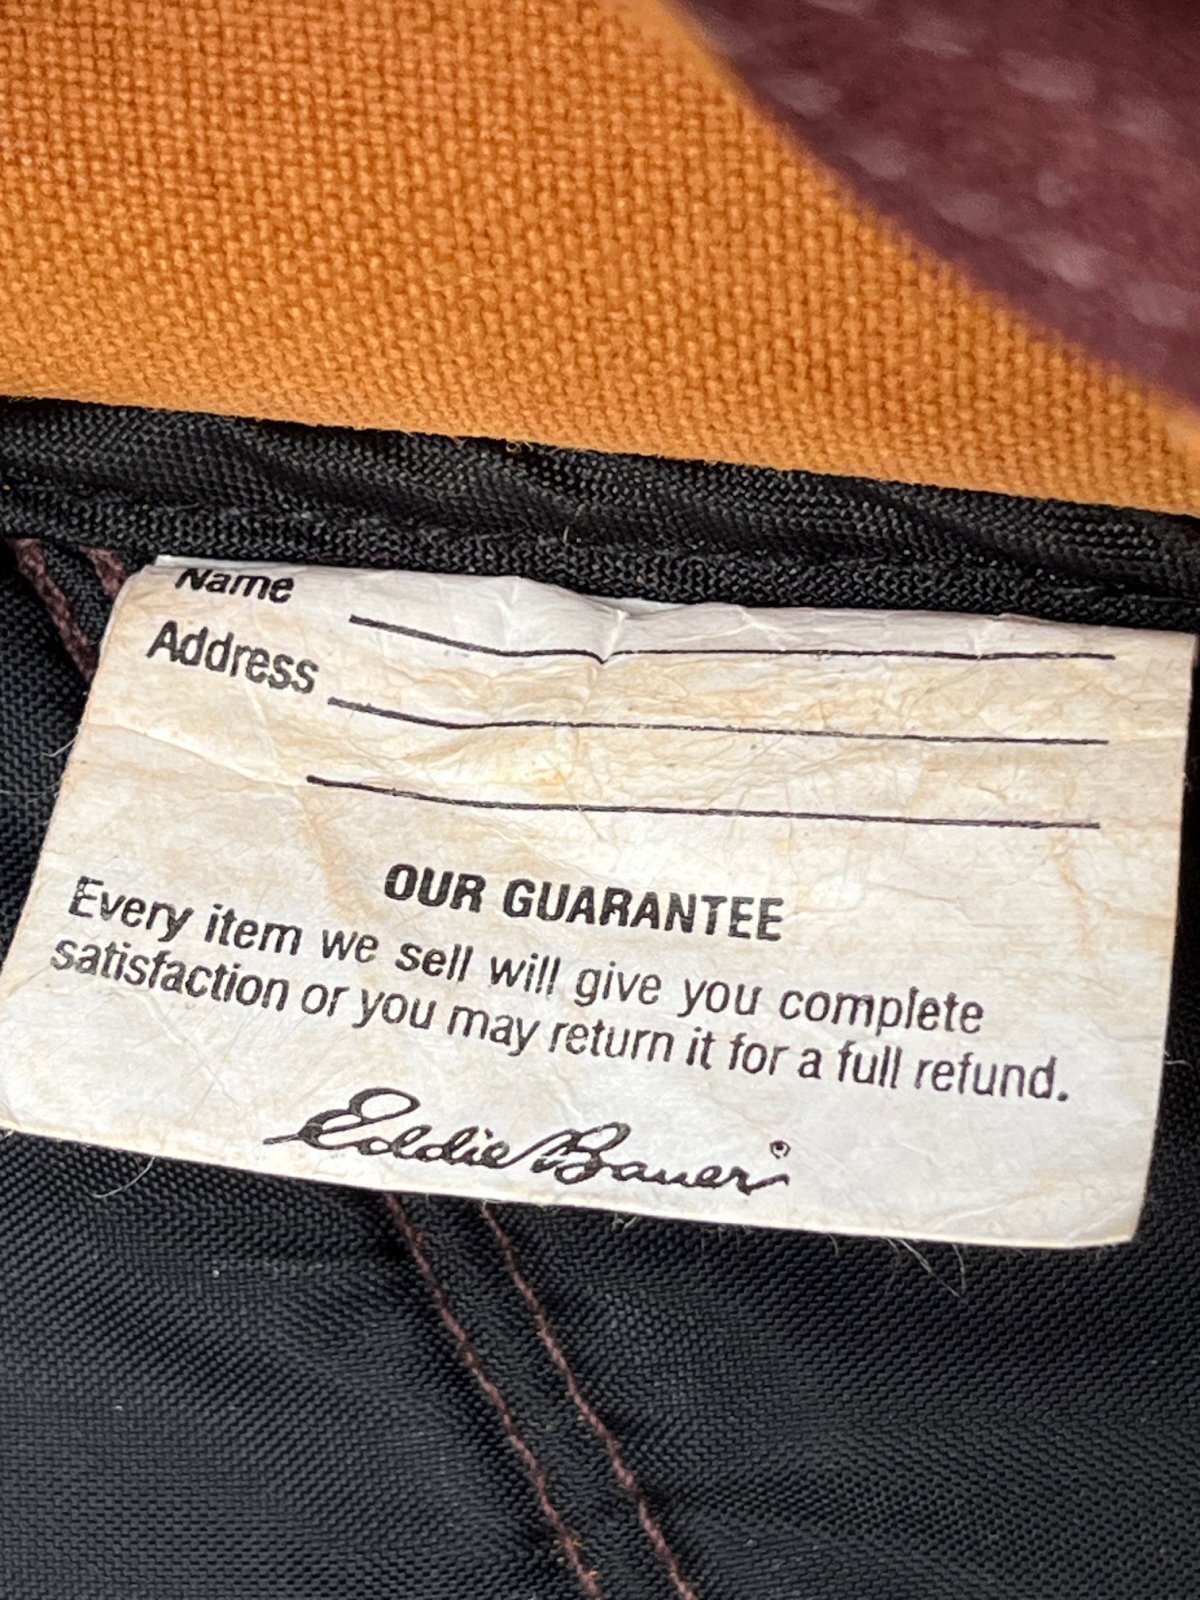 Name
Address
OUR GUARANTEE
Every item we sell will give you complete
satisfaction or you may return it for a full refund.
Eddie Bauer®